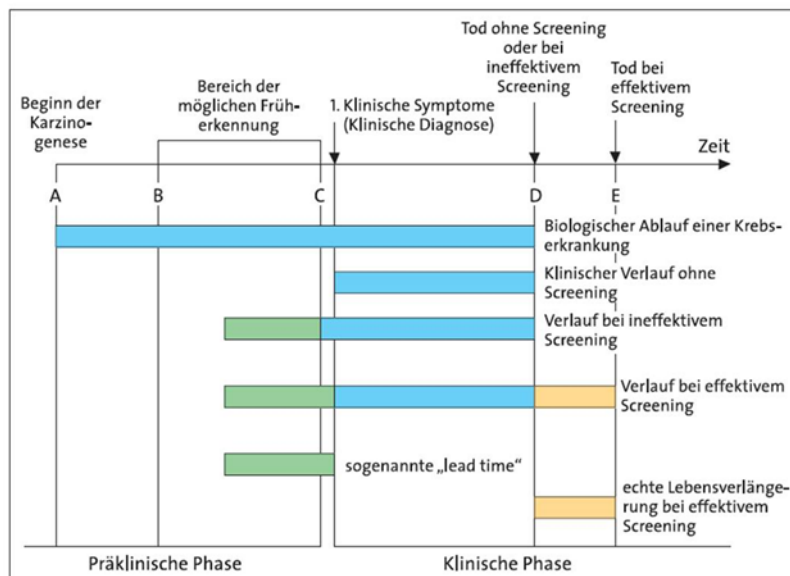 Tod ohne Screening
oder bei
ineffektivem
Screening
Tod bei
effektivem
Screening
Beginn der
Karzino-
genese
Bereich der
möglichen Früh-
erkennung
1. Klinische Symptome
(Klinische Diagnose)
Zeit
A B C D E
Biologischer Ablauf einer Krebs-
erkrankung
Klinischer Verlauf ohne
Screening
Verlauf bei ineffektivem
Screening
Verlauf bei effektivem
Screening
sogenannte „lead time“
echte Lebensverlänge-
rung bei effektivem
Screening
Präklinische Phase
Klinische Phase